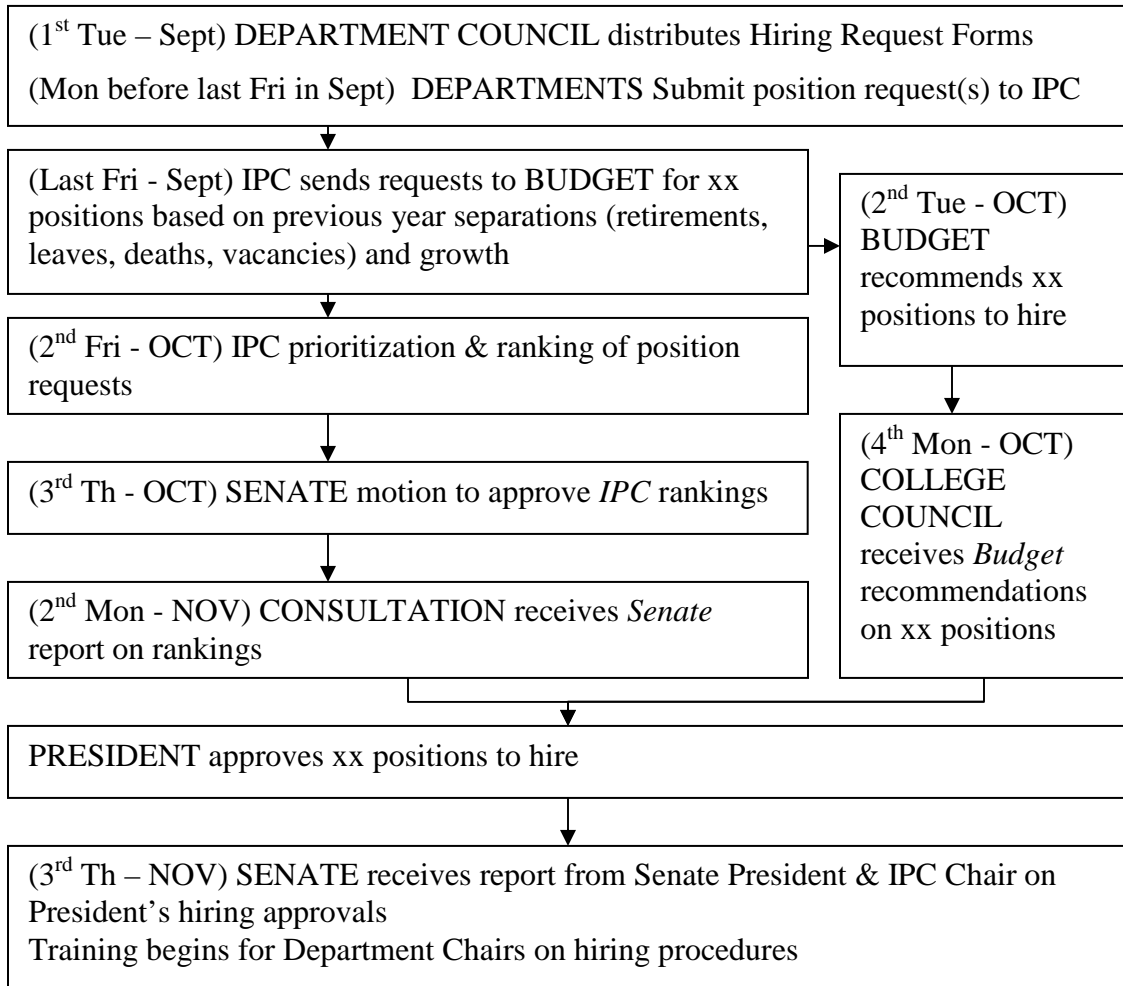 (1st Tue – Sept) DEPARTMENT COUNCIL distributes Hiring Request Forms
(Mon before last Fri in Sept)  DEPARTMENTS Submit position request(s) to IPC
(Last Fri - Sept) IPC sends requests to BUDGET for xx
positions based on previous year separations (retirements,
leaves, deaths, vacancies) and growth
(2nd Tue - OCT)
BUDGET
recommends xx
positions to hire
(2nd Fri - OCT) IPC prioritization & ranking of position
requests
(3rd Th - OCT) SENATE motion to approve IPC rankings
(4th Mon - OCT)
COLLEGE
COUNCIL
receives Budget
recommendations
on xx positions
(2nd Mon - NOV) CONSULTATION receives Senate
report on rankings
PRESIDENT approves xx positions to hire
(3rd Th – NOV) SENATE receives report from Senate President & IPC Chair on
President's hiring approvals
Training begins for Department Chairs on hiring procedures